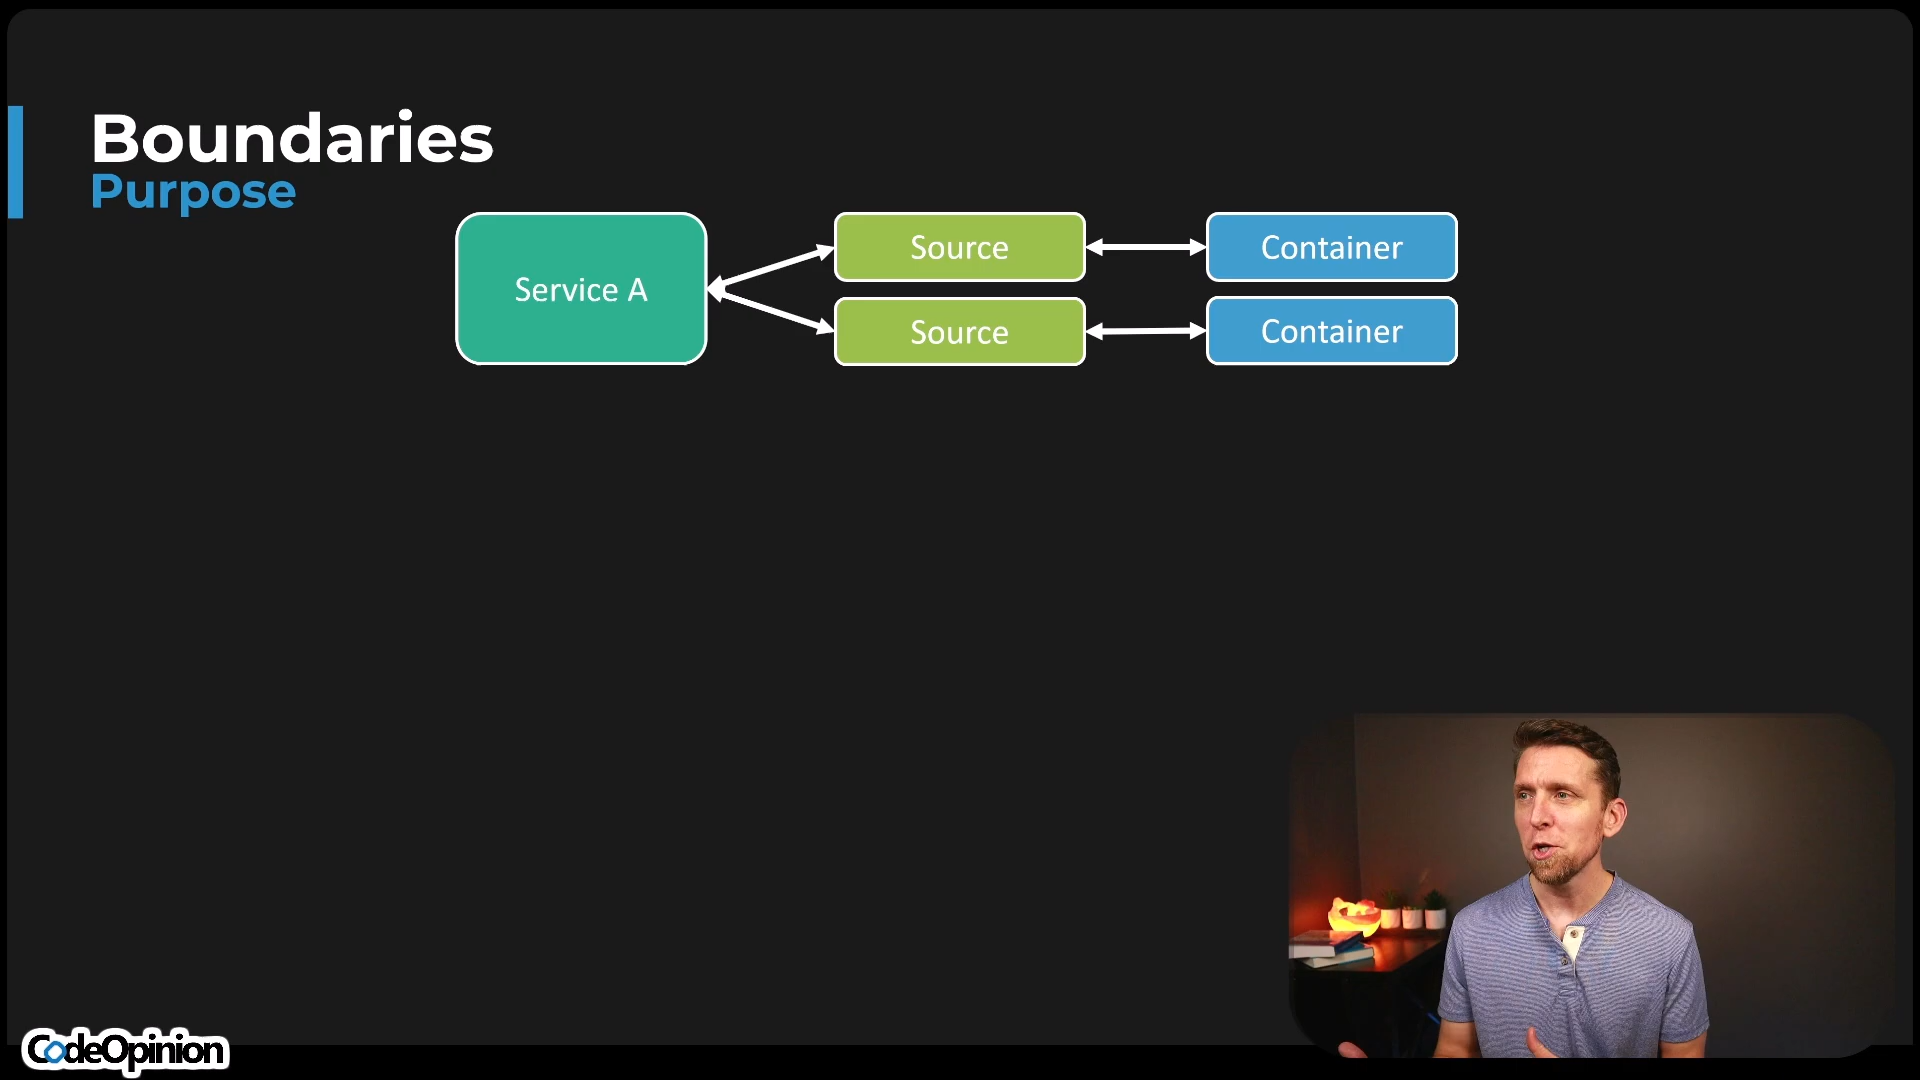 Boundaries
Purpose
Service A
Source
Container
Source
Container
CodeOpinion